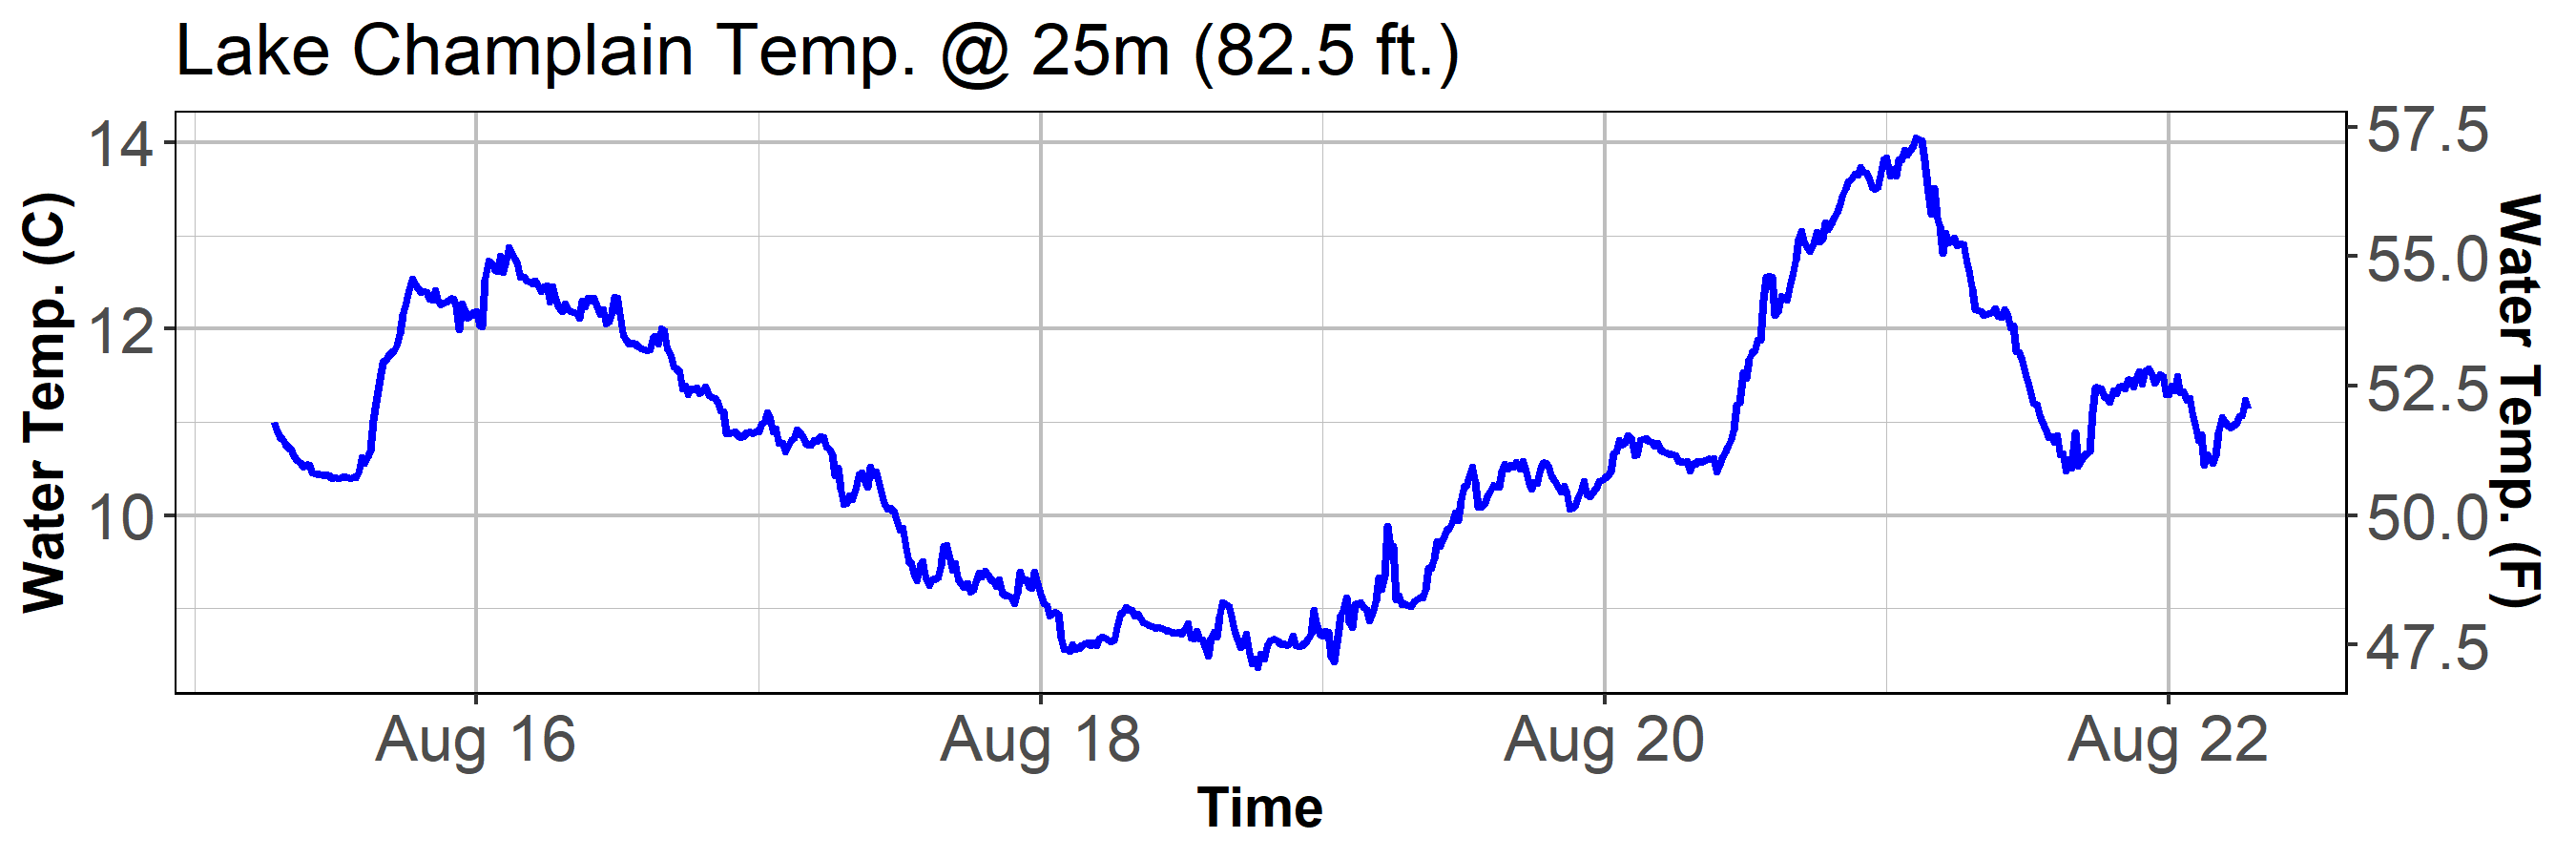 Lake Champlain Temp. @ 25m (82.5 ft.)
Water Temp. (C)
14
12
10
57.5
55.0
52.5
50.0
47.5
Water Temp. (F)
Aug 16
Aug 18
Aug 20
Aug 22
Time